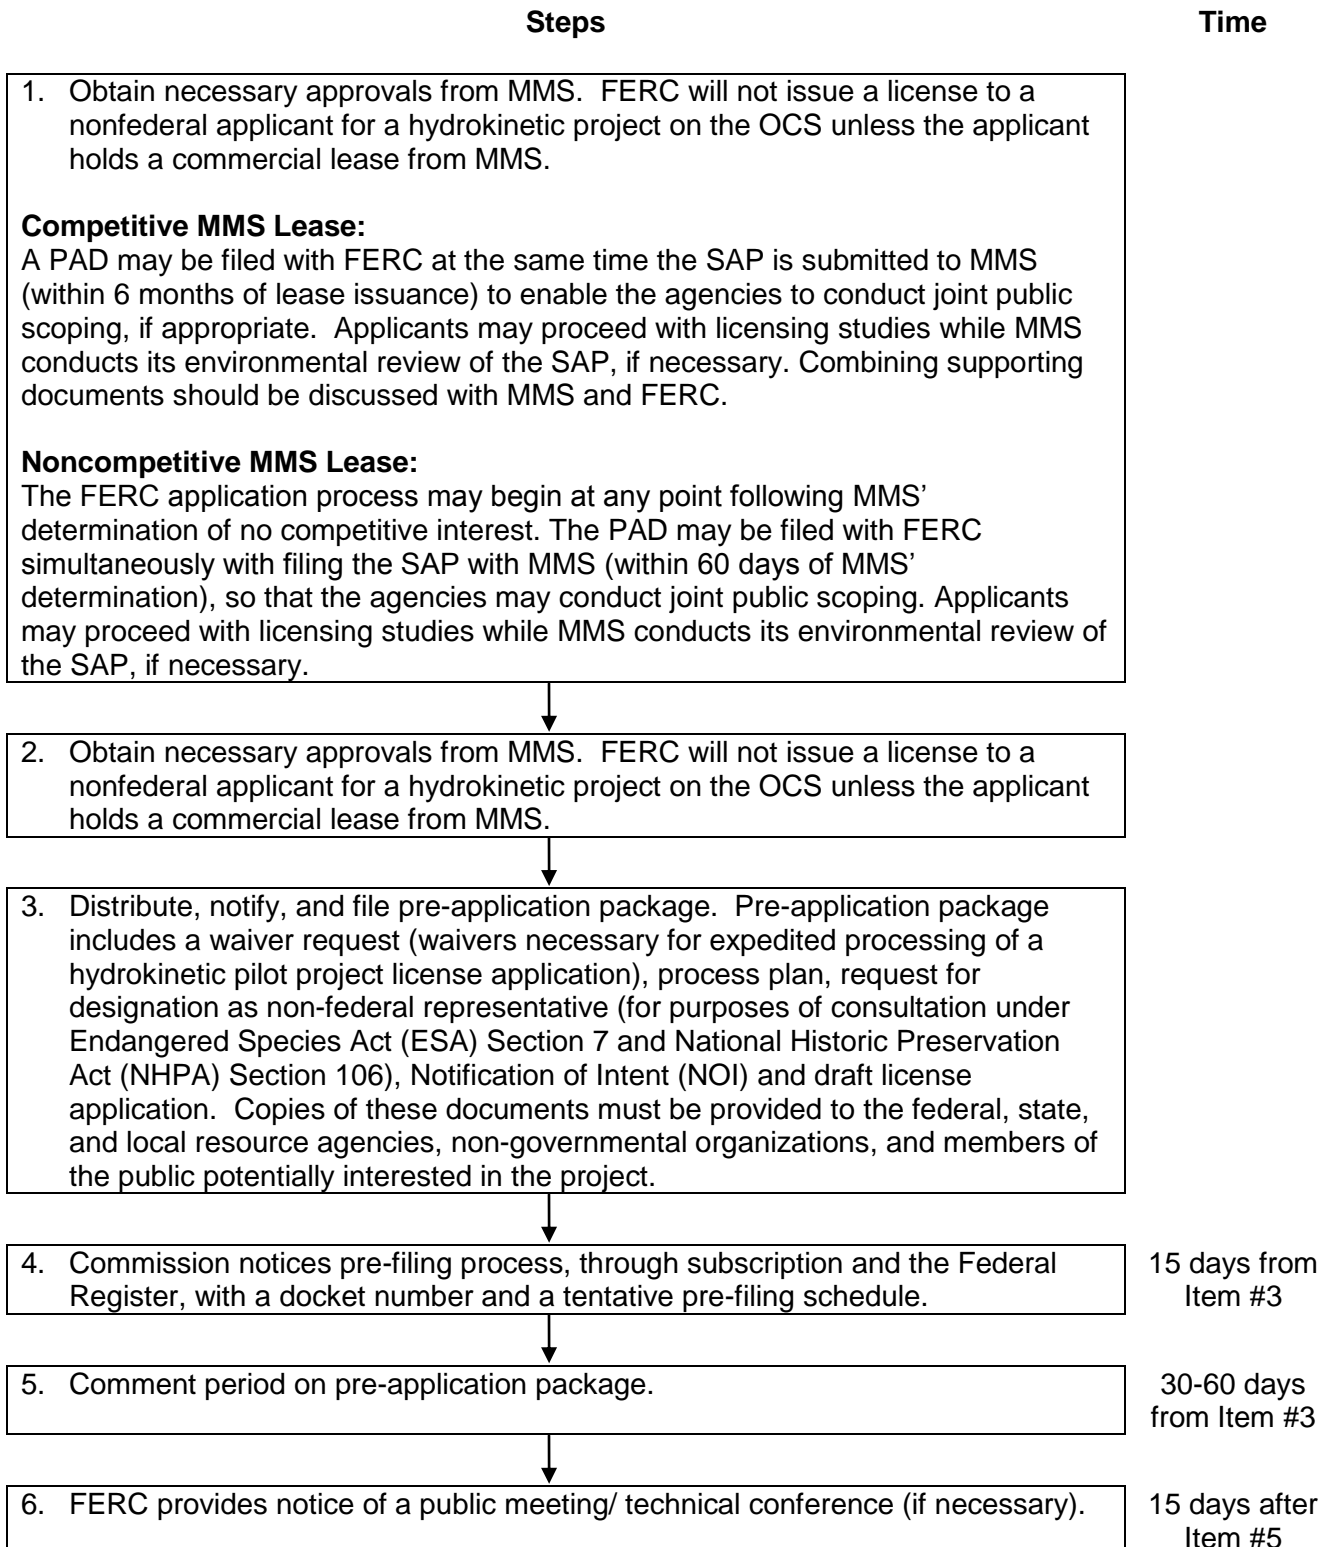 Steps Time
1. Obtain necessary approvals from MMS. FERC will not issue a license to a
nonfederal applicant for a hydrokinetic project on the OCS unless the applicant
holds a commercial lease from MMS.
Competitive MMS Lease:
A PAD may be filed with FERC at the same time the SAP is submitted to MMS
(within 6 months of lease issuance) to enable the agencies to conduct joint public
scoping, if appropriate. Applicants may proceed with licensing studies while MMS
conducts its environmental review of the SAP, if necessary. Combining supporting
documents should be discussed with MMS and FERC.
Noncompetitive MMS Lease:
The FERC application process may begin at any point following MMS’
determination of no competitive interest. The PAD may be filed with FERC
simultaneously with filing the SAP with MMS (within 60 days of MMS’
determination), so that the agencies may conduct joint public scoping. Applicants
may proceed with licensing studies while MMS conducts its environmental review of
the SAP, if necessary.
2. Obtain necessary approvals from MMS. FERC will not issue a license to a
nonfederal applicant for a hydrokinetic project on the OCS unless the applicant
holds a commercial lease from MMS.
3. Distribute, notify, and file pre-application package. Pre-application package
includes a waiver request (waivers necessary for expedited processing of a
hydrokinetic pilot project license application), process plan, request for
designation as non-federal representative (for purposes of consultation under
Endangered Species Act (ESA) Section 7 and National Historic Preservation
Act (NHPA) Section 106), Notification of Intent (NOI) and draft license
application. Copies of these documents must be provided to the federal, state,
and local resource agencies, non-governmental organizations, and members of
the public potentially interested in the project.
4. Commission notices pre-filing process, through subscription and the Federal
Register, with a docket number and a tentative pre-filing schedule.
15 days from
Item #3
5. Comment period on pre-application package.
30-60 days
from Item #3
6. FERC provides notice of a public meeting/ technical conference (if necessary).
15 days after
Item #5